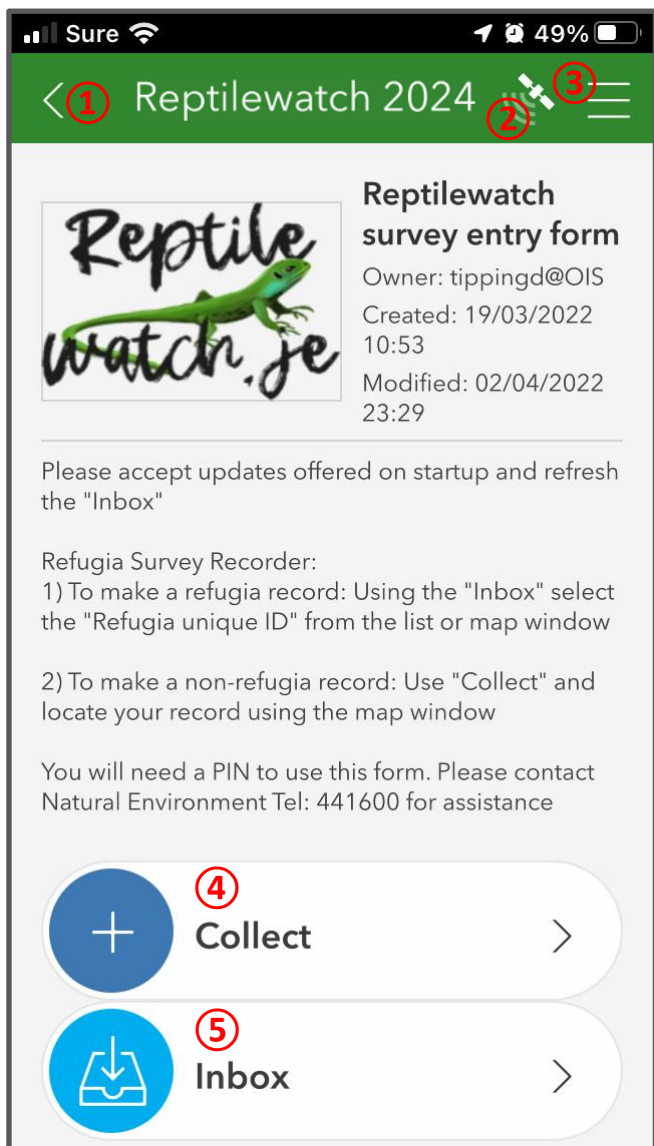 Sure 49%
① Reptilewatch 2024 ② ③
Reptile
watch.je
Reptilewatch
survey entry form
Owner: tippingd@OIS
Created: 19/03/2022
10:53
Modified: 02/04/2022
23:29
Please accept updates offered on startup and refresh
the "Inbox"
Refugia Survey Recorder:
1) To make a refugia record: Using the "Inbox" select
the "Refugia unique ID" from the list or map window
2) To make a non-refugia record: Use "Collect" and
locate your record using the map window
You will need a PIN to use this form. Please contact
Natural Environment Tel: 441600 for assistance
④
Collect
⑤
Inbox